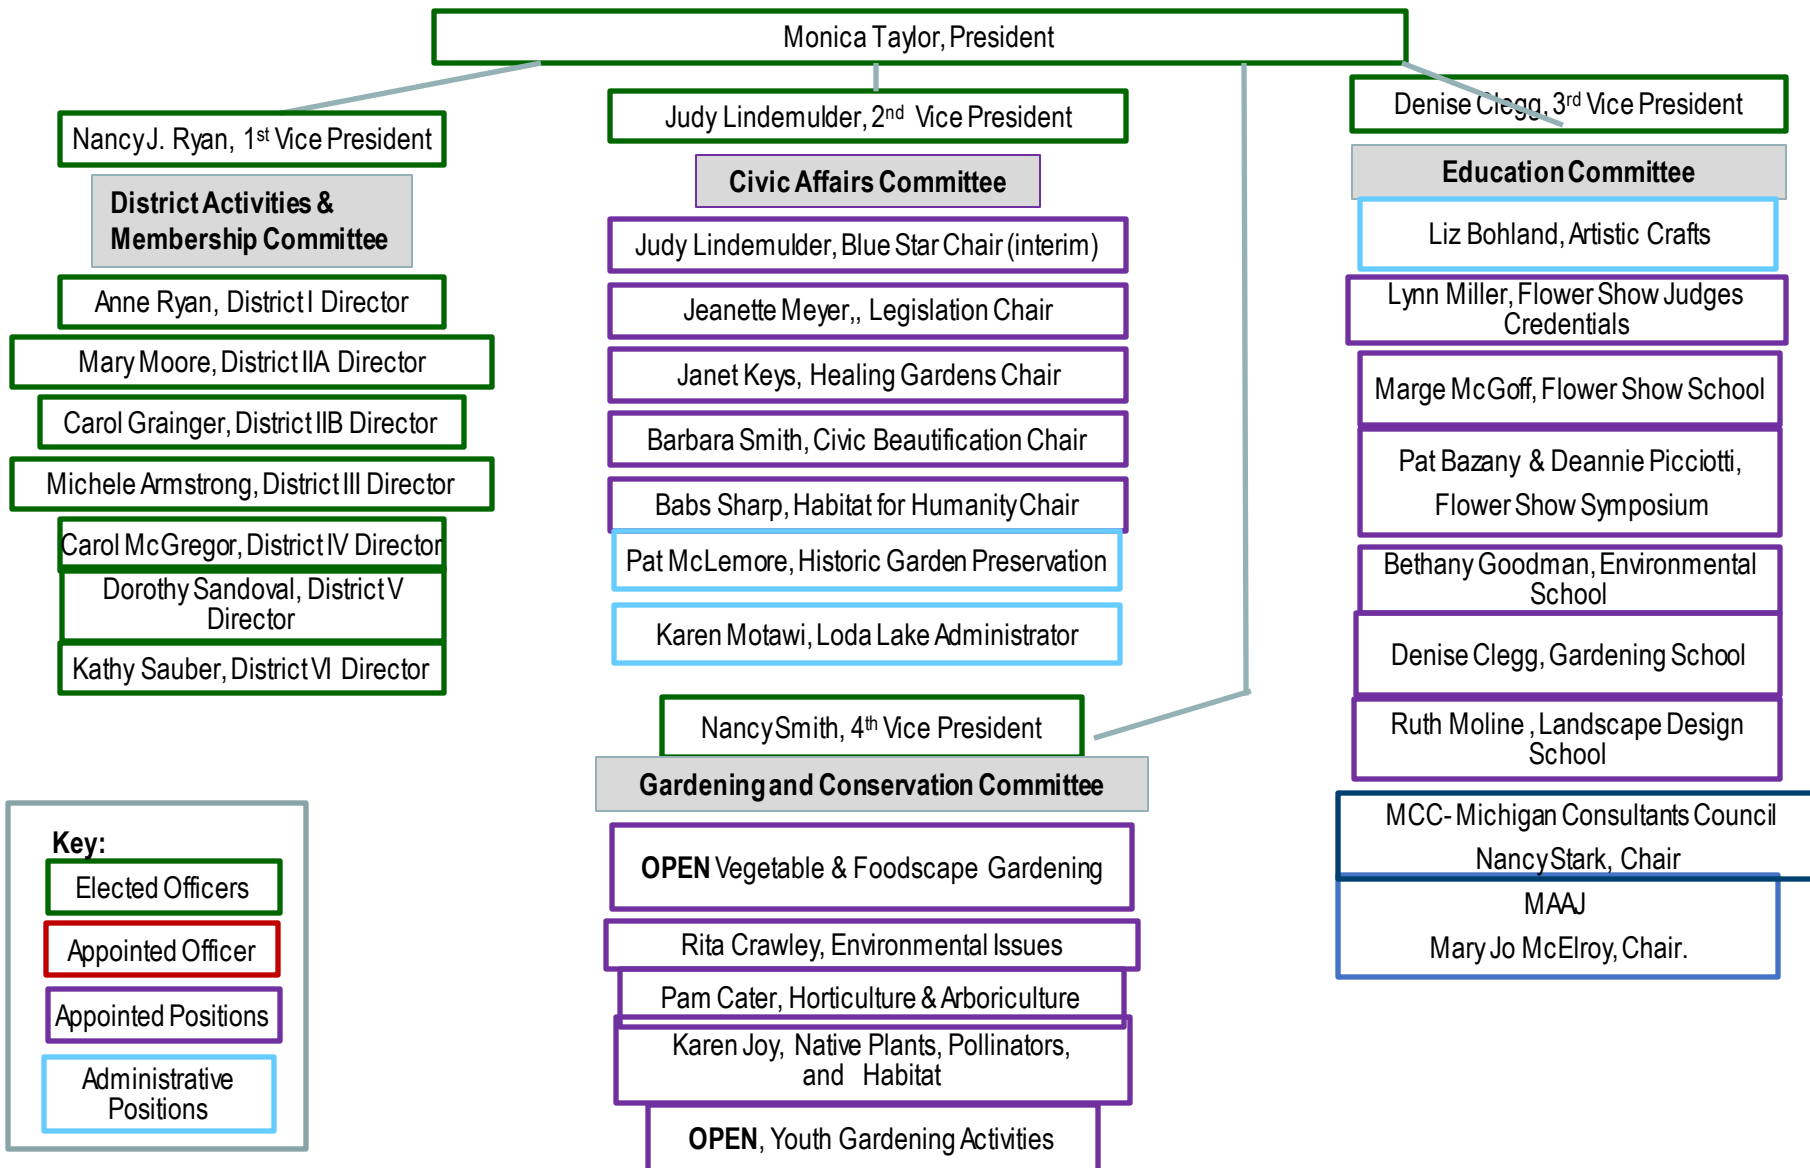 Monica Taylor, President
Nancy J. Ryan, 1st Vice President
District Activities &
Membership Committee
Anne Ryan, District I Director
Mary Moore, District IIA Director
Carol Grainger, District IIB Director
Michele Armstrong, District III Director
Carol McGregor, District IV Director
Dorothy Sandoval, District V
Director
Kathy Sauber, District VI Director
Judy Lindemulder, 2nd Vice President
Civic Affairs Committee
Judy Lindemulder, Blue Star Chair (interim)
Jeanette Meyer,, Legislation Chair
Janet Keys, Healing Gardens Chair
Barbara Smith, Civic Beautification Chair
Babs Sharp, Habitat for Humanity Chair
Pat McLemore, Historic Garden Preservation
Karen Motawi, Loda Lake Administrator
Nancy Smith, 4th Vice President
Gardening and Conservation Committee
OPEN Vegetable & Foodscape Gardening
Rita Crawley, Environmental Issues
Pam Cater, Horticulture & Arboriculture
Karen Joy, Native Plants, Pollinators,
and Habitat
OPEN, Youth Gardening Activities
Denise Clegg, 3rd Vice President
Education Committee
Liz Bohland, Artistic Crafts
Lynn Miller, Flower Show Judges
Credentials
Marge McGoff, Flower Show School
Pat Bazany & Deannie Picciotti,
Flower Show Symposium
Bethany Goodman, Environmental
School
Denise Clegg, Gardening School
Ruth Moline , Landscape Design
School
MCC- Michigan Consultants Council
Nancy Stark, Chair
MAAJ
Mary Jo McElroy, Chair.
Key:
Elected Officers
Appointed Officer
Appointed Positions
Administrative
Positions